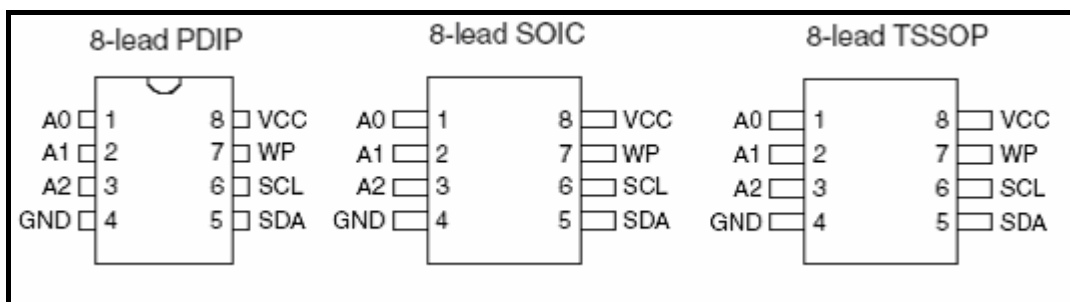 8-lead PDIP
A0 1 8 VCC
A1 2 7 WP
A2 3 6 SCL
GND 4 5 SDA
8-lead SOIC
A0 1 8 VCC
A1 2 7 WP
A2 3 6 SCL
GND 4 5 SDA
8-lead TSSOP
A0 1 8 VCC
A1 2 7 WP
A2 3 6 SCL
GND 4 5 SDA